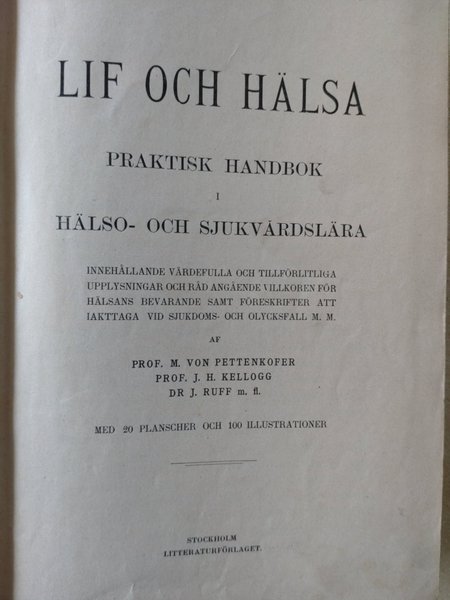 LIF OCH HÄLSA
PRAKTISK HANDBOK
I
HÄLSO- OCH SJUKVÅRDSLÄRA
INNEHÅLLANDE VÄRDEFULLA OCH TILLFÖRLITLIGA
UPPLYSNINGAR OCH RÅD ANGÅENDE VILLKOREN FÖR
HÄLSANS BEVARANDE SAMT FÖRESKRIFTER ATT
IAKTTAGA VID SJUKDOMS- OCH OLYCKSFALL M. M.
AF
PROF. M. VON PETTENKOFER
PROF. J. H. KELLOGG
DR J. RUFF m. fl.
MED 20 PLANSCHER OCH 100 ILLUSTRATIONER
STOCKHOLM
LITTERATURFÖRLAGET.